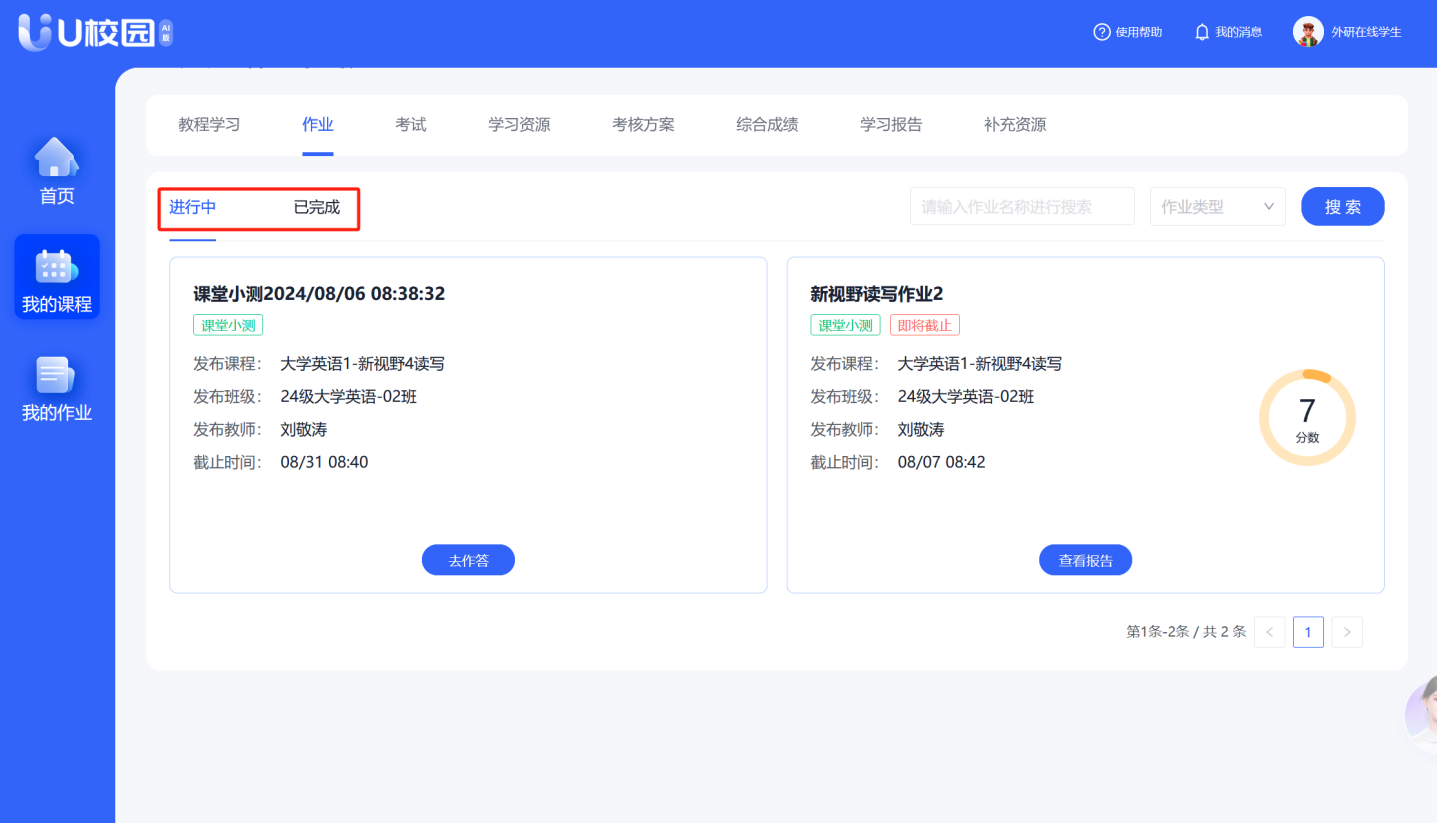 U校园 AI版
使用帮助 我的消息 外研在线学生
首页
我的课程
我的作业
教程学习 作业 考试 学习资源 考核方案 综合成绩 学习报告 补充资源
进行中 已完成 请输入作业名称进行搜索 作业类型 搜 索
课堂小测2024/08/06 08:38:32
课堂小测
发布课程： 大学英语1-新视野4读写
发布班级： 24级大学英语-02班
发布教师： 刘敬涛
截止时间： 08/31 08:40
去作答
新视野读写作业2
课堂小测 即将截止
发布课程： 大学英语1-新视野4读写
发布班级： 24级大学英语-02班
发布教师： 刘敬涛
截止时间： 08/07 08:42
7
分数
查看报告
第1条-2条 / 共 2 条 < 1 >